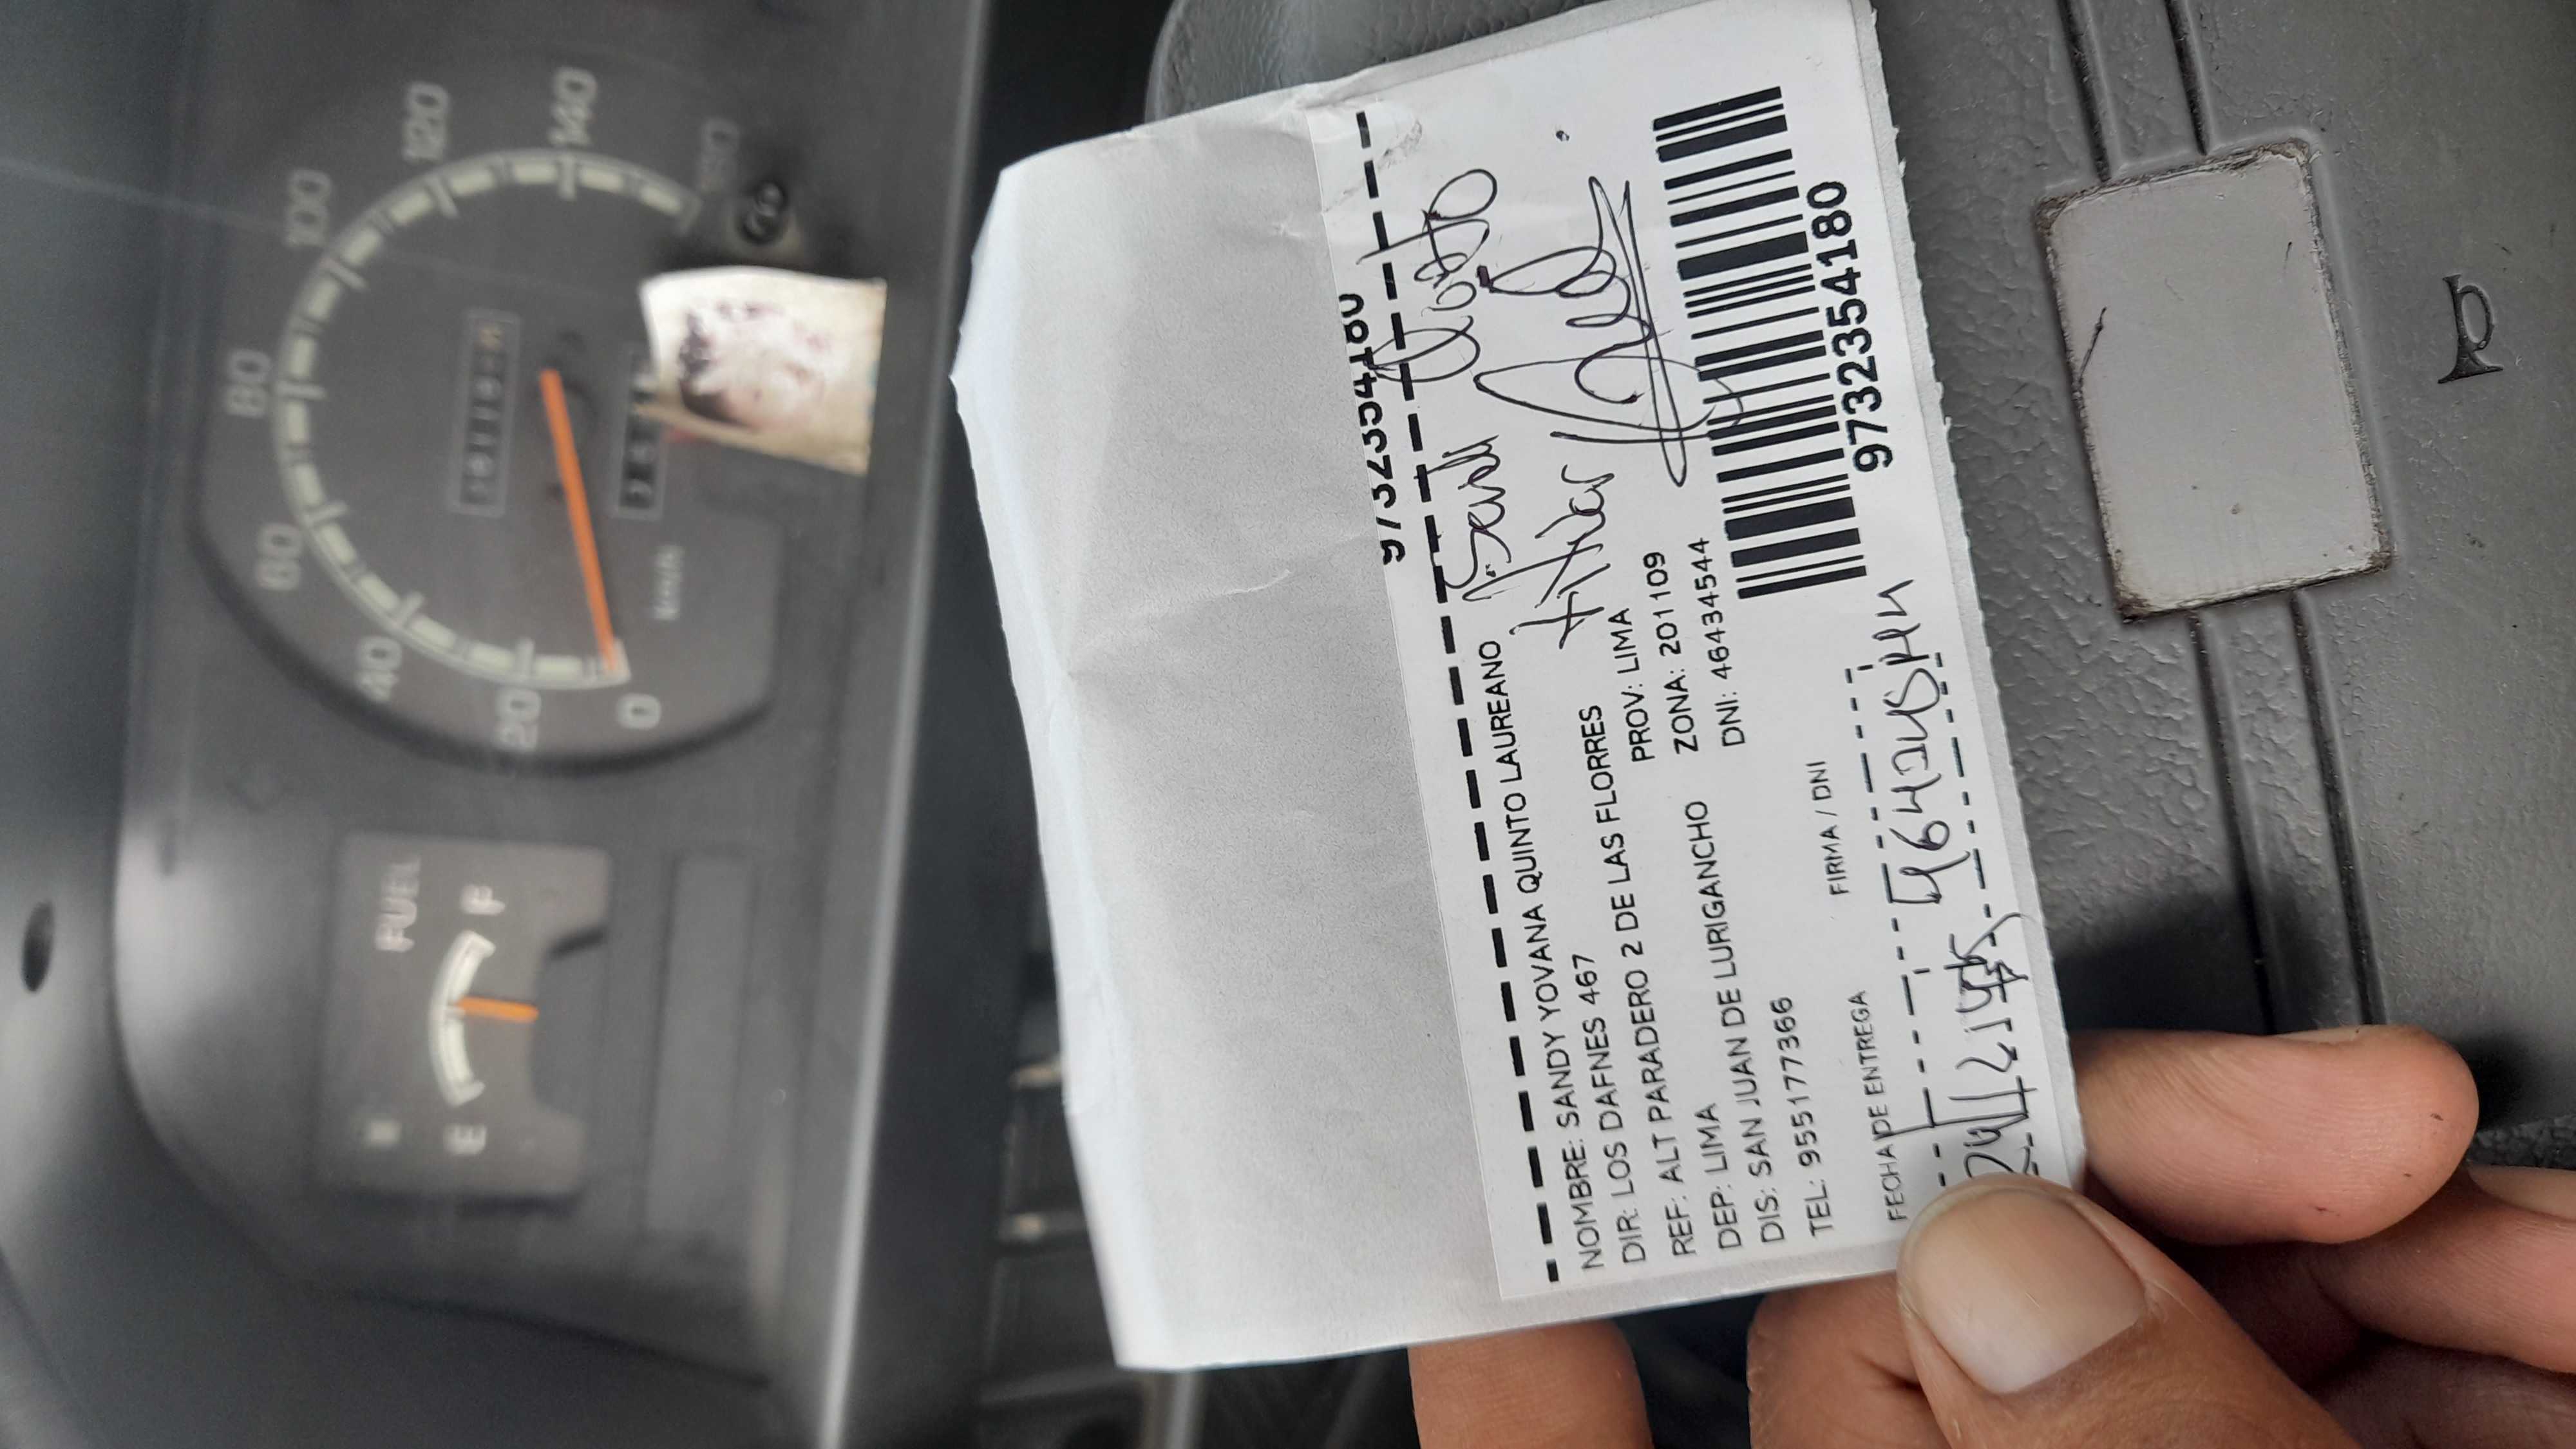 9732354180
NOMBRE: SANDY YOVANA QUINTO LAUREANO
DIR: LOS DAFNES 467
REF: ALT PARADERO 2 DE LAS FLORRES
DEP: LIMA PROV: LIMA
DIS: SAN JUAN DE LURIGANCHO ZONA: 201109
TEL: 955177366 DNI: 46434544
9732354180
FECHA DE ENTREGA FIRMA / DNI
FUEL
E F
0 20 40 60 80 100 120 140
km/h